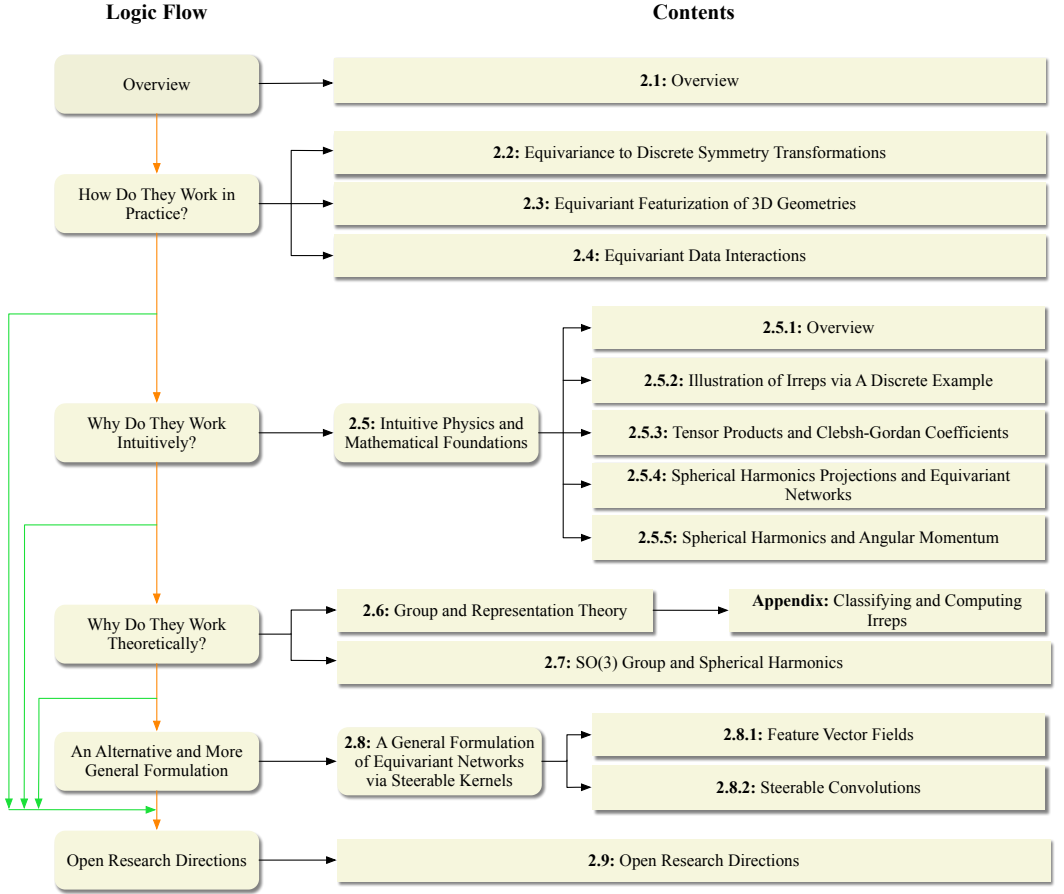 Logic Flow
Contents
Overview
2.1: Overview
How Do They Work in
Practice?
2.2: Equivariance to Discrete Symmetry Transformations
2.3: Equivariant Featurization of 3D Geometries
2.4: Equivariant Data Interactions
Why Do They Work
Intuitively?
2.5: Intuitive Physics and
Mathematical Foundations
2.5.1: Overview
2.5.2: Illustration of Irreps via A Discrete Example
2.5.3: Tensor Products and Clebsh-Gordan Coefficients
2.5.4: Spherical Harmonics Projections and Equivariant
Networks
2.5.5: Spherical Harmonics and Angular Momentum
Why Do They Work
Theoretically?
2.6: Group and Representation Theory
Appendix: Classifying and Computing
Irreps
2.7: SO(3) Group and Spherical Harmonics
An Alternative and More
General Formulation
2.8: A General Formulation
of Equivariant Networks
via Steerable Kernels
2.8.1: Feature Vector Fields
2.8.2: Steerable Convolutions
Open Research Directions
2.9: Open Research Directions